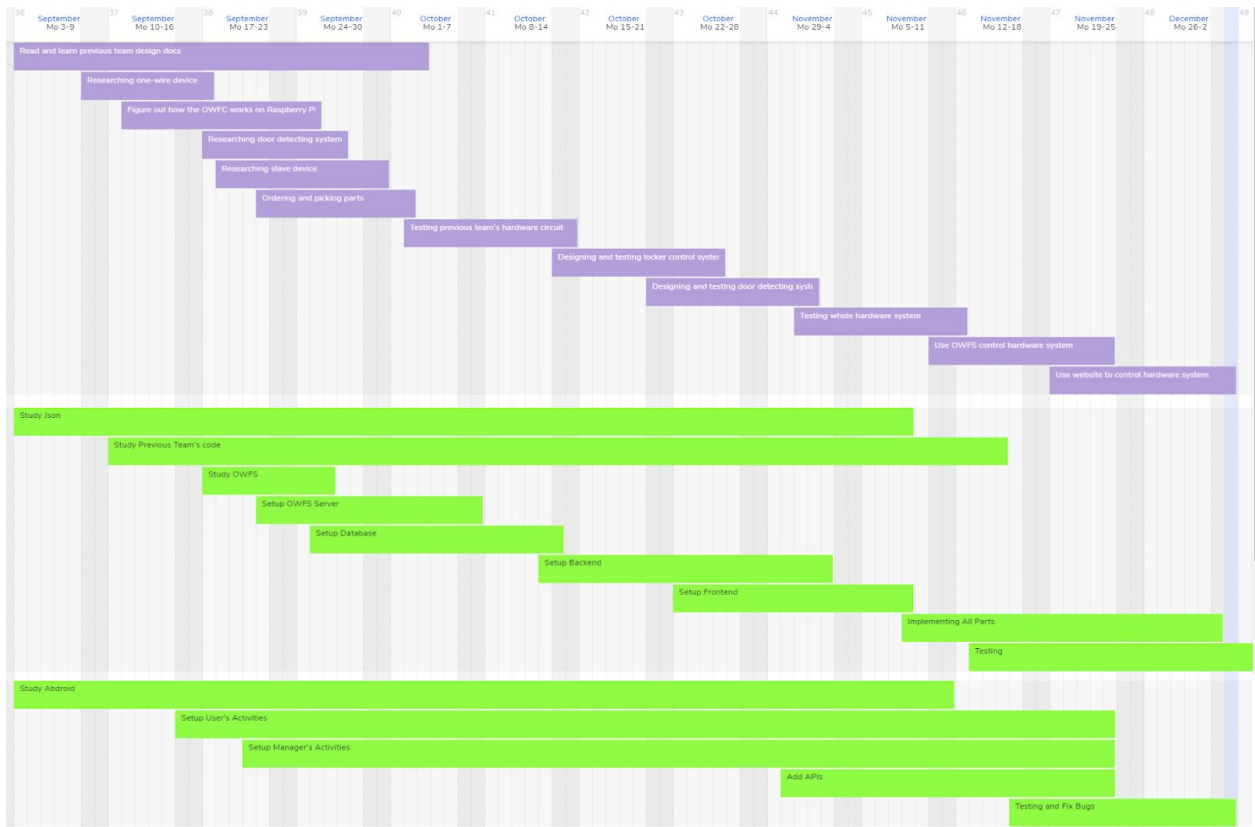 36 37 38 39 40 41 42 43 44 45 46 47 48 49
September September September September October October October October November November November November December
Mo 3-9 Mo 10-16 Mo 17-23 Mo 24-30 Mo 1-7 Mo 8-14 Mo 15-21 Mo 22-28 Mo 29-4 Mo 5-11 Mo 12-18 Mo 19-25 Mo 26-2
Read and learn previous team design docs
Researching one-wire device
Figure out how the OWFC works on Raspberry PI
Researching door detecting system
Researching slave device
Ordering and picking parts
Testing previous team's hardware circuit
Designing and testing locker control system
Designing and testing door detecting syst
Testing whole hardware system
Use OWFS control hardware system
Use website to control hardware system
Study Json
Study Previous Team's code
Study OWFS
Setup OWFS Server
Setup Database
Setup Backend
Setup Frontend
Implementing All Parts
Testing
Study Abdroid
Setup User's Activities
Setup Manager's Activities
Add APIs
Testing and Fix Bugs